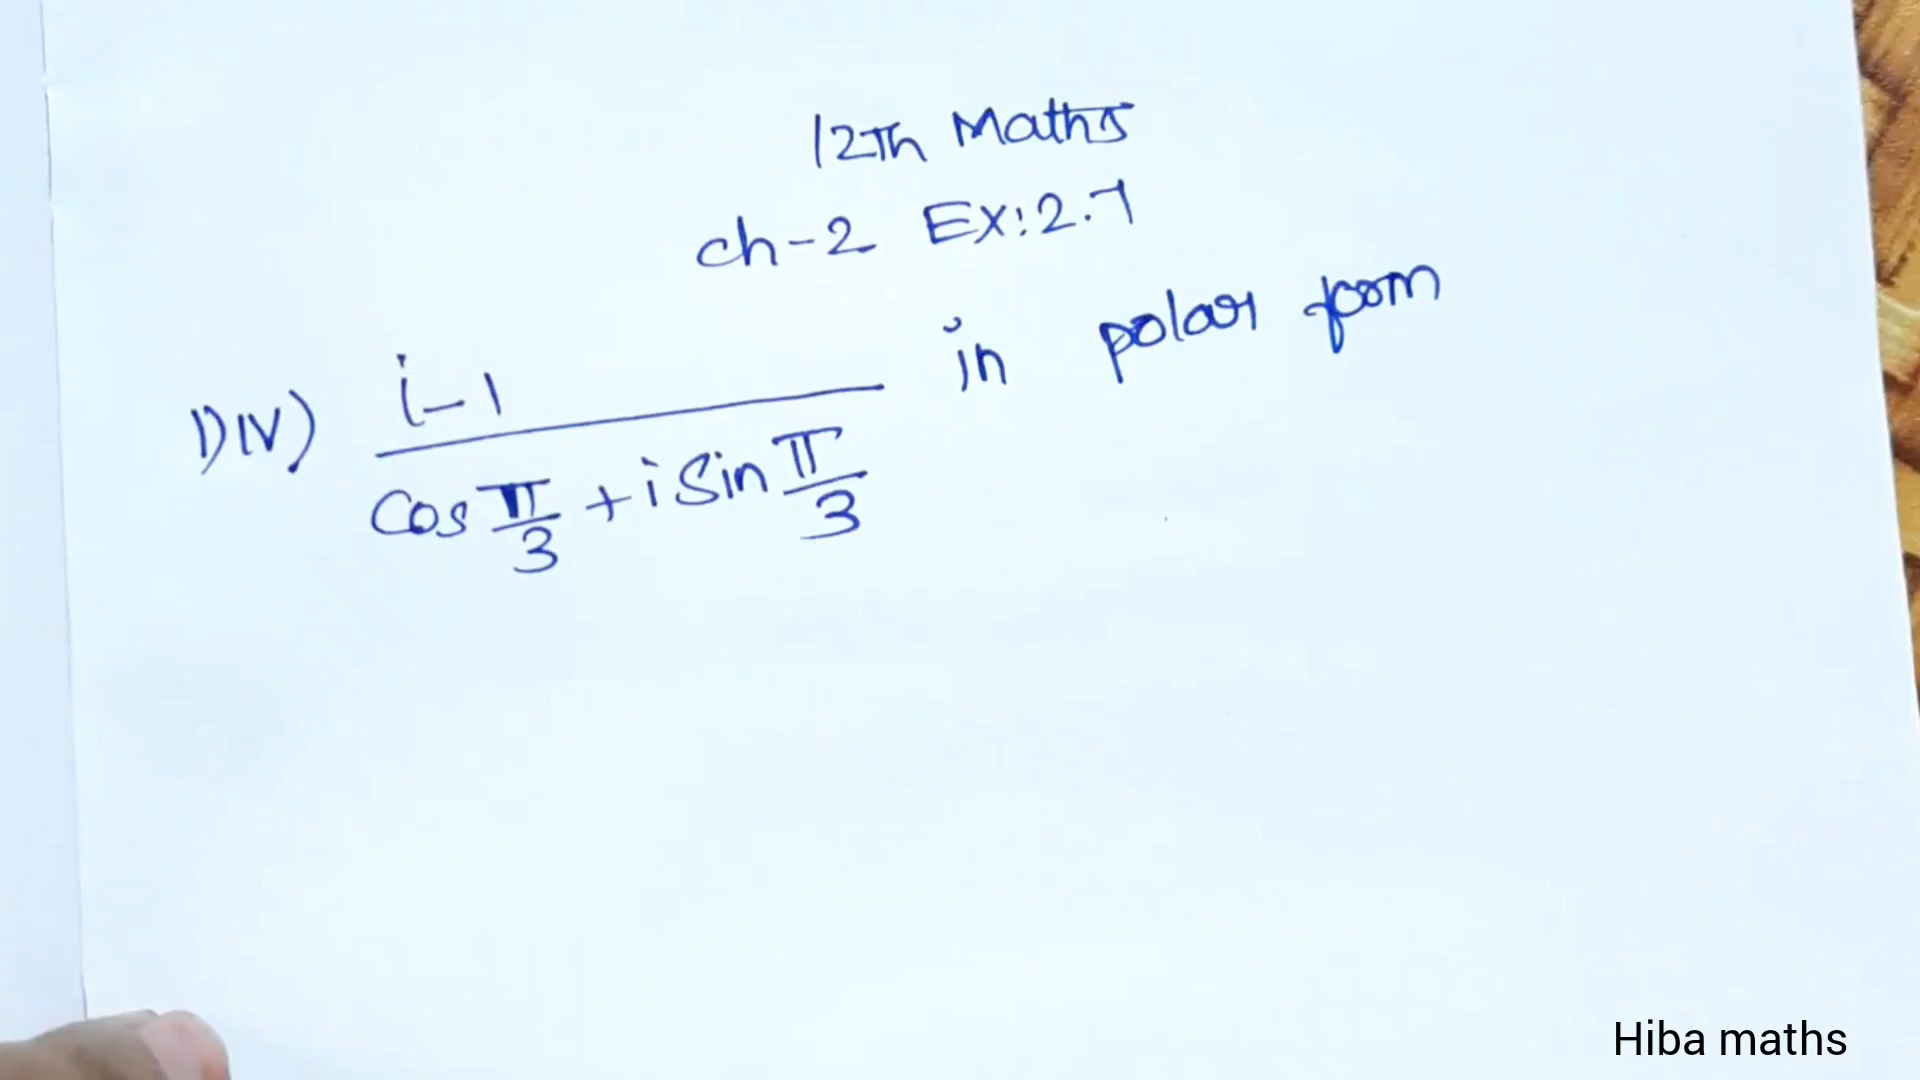 12Th Maths
ch-2 Ex:2.7
1)IV) i-1 / Cos π/3 + i Sin π/3 in polar form
Hiba maths